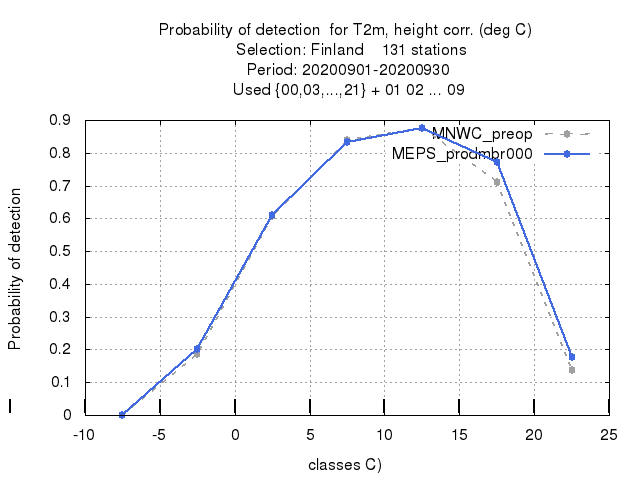 Probability of detection  for T2m, height corr. (deg C)
Selection: Finland    131 stations
Period: 20200901-20200930
Used {00,03,...,21} + 01 02 ... 09
MNWC_preop
MEPS_prodmbr000
Probability of detection
0.9
0.8
0.7
0.6
0.5
0.4
0.3
0.2
0.1
0
-10 -5 0 5 10 15 20 25
classes C)